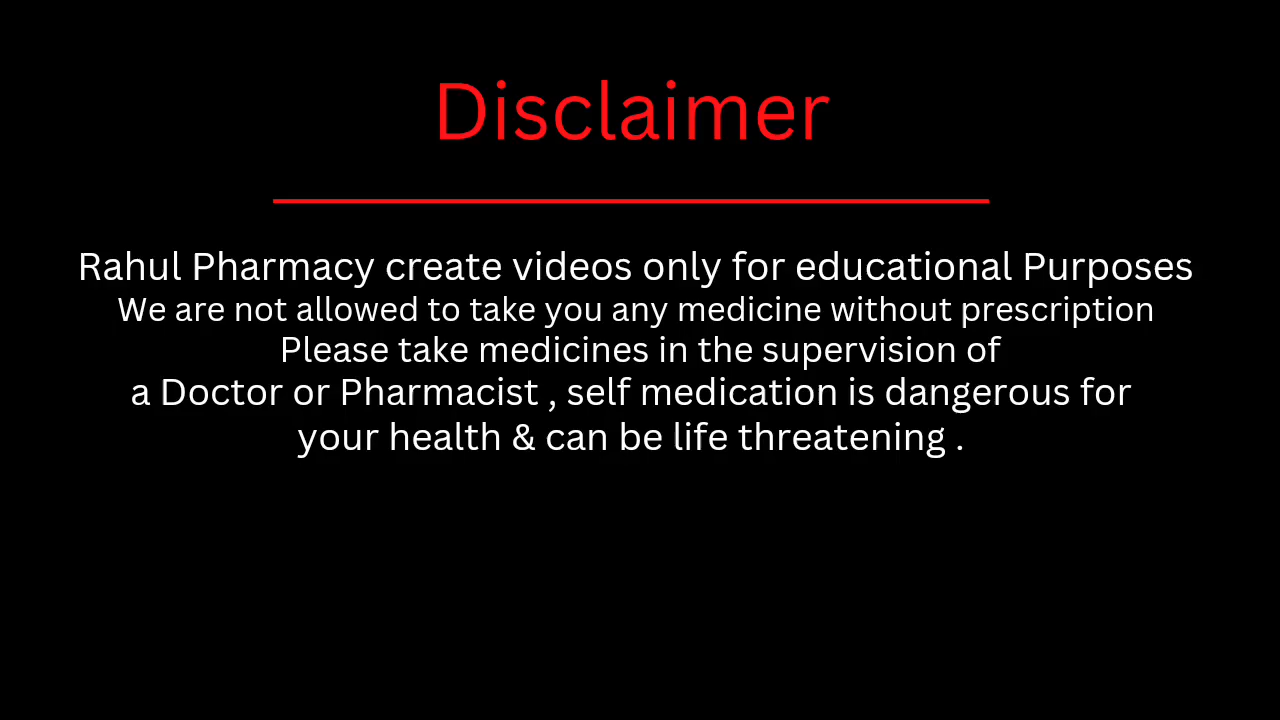 Disclaimer
Rahul Pharmacy create videos only for educational Purposes
We are not allowed to take you any medicine without prescription
Please take medicines in the supervision of
a Doctor or Pharmacist , self medication is dangerous for
your health & can be life threatening .